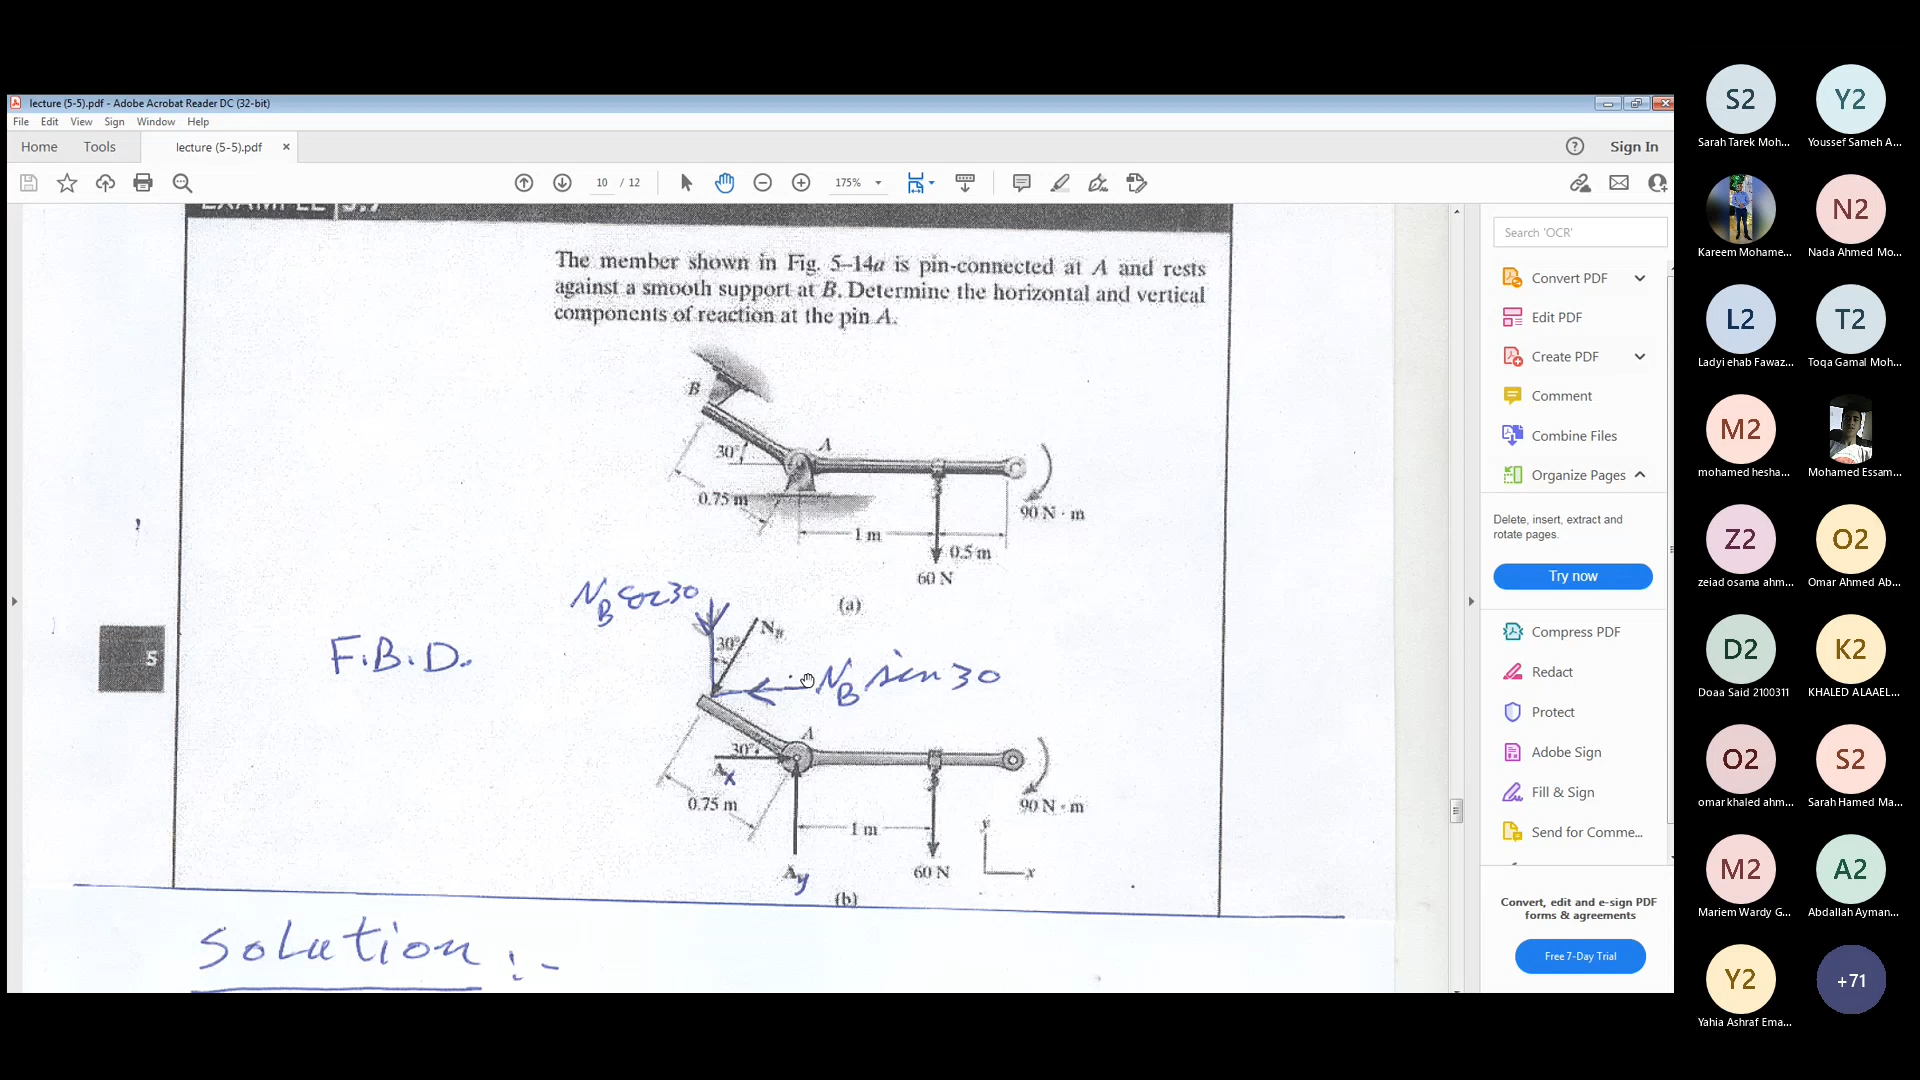 lecture (5-5).pdf - Adobe Acrobat Reader DC (32-bit)
File Edit View Sign Window Help
Home Tools lecture (5-5).pdf × Sign In
10 / 12 175%
EXAMPLE 5.7
The member shown in Fig. 5–14a is pin-connected at A and rests
against a smooth support at B. Determine the horizontal and vertical
components of reaction at the pin A.
B
A
30°
0.75 m
90 N · m
1 m
0.5 m
60 N
(a)
N_B cos 30
30°
N_B
F.B.D.
N_B sin 30
5
A
30°
A_x
0.75 m
90 N · m
1 m
y
x
60 N
A_y
(b)
Solution :-
Search 'OCR'
Convert PDF
Edit PDF
Create PDF
Comment
Combine Files
Organize Pages
Delete, insert, extract and
rotate pages.
Try now
Compress PDF
Redact
Protect
Adobe Sign
Fill & Sign
Send for Comme...
Convert, edit and e-sign PDF
forms & agreements
Free 7-Day Trial
S2 Y2
Sarah Tarek Moh... Youssef Sameh A...
N2
Kareem Mohame... Nada Ahmed Mo...
L2 T2
Ladyi ehab Fawaz... Toqa Gamal Moh...
M2
mohamed hesha... Mohamed Essam...
Z2 O2
zeiad osama ahm... Omar Ahmed Ab...
D2 K2
Doaa Said 2100311 KHALED ALAAEL...
O2 S2
omar khaled ahm... Sarah Hamed Ma...
M2 A2
Mariem Wardy G... Abdallah Ayman...
Y2 +71
Yahia Ashraf Ema...